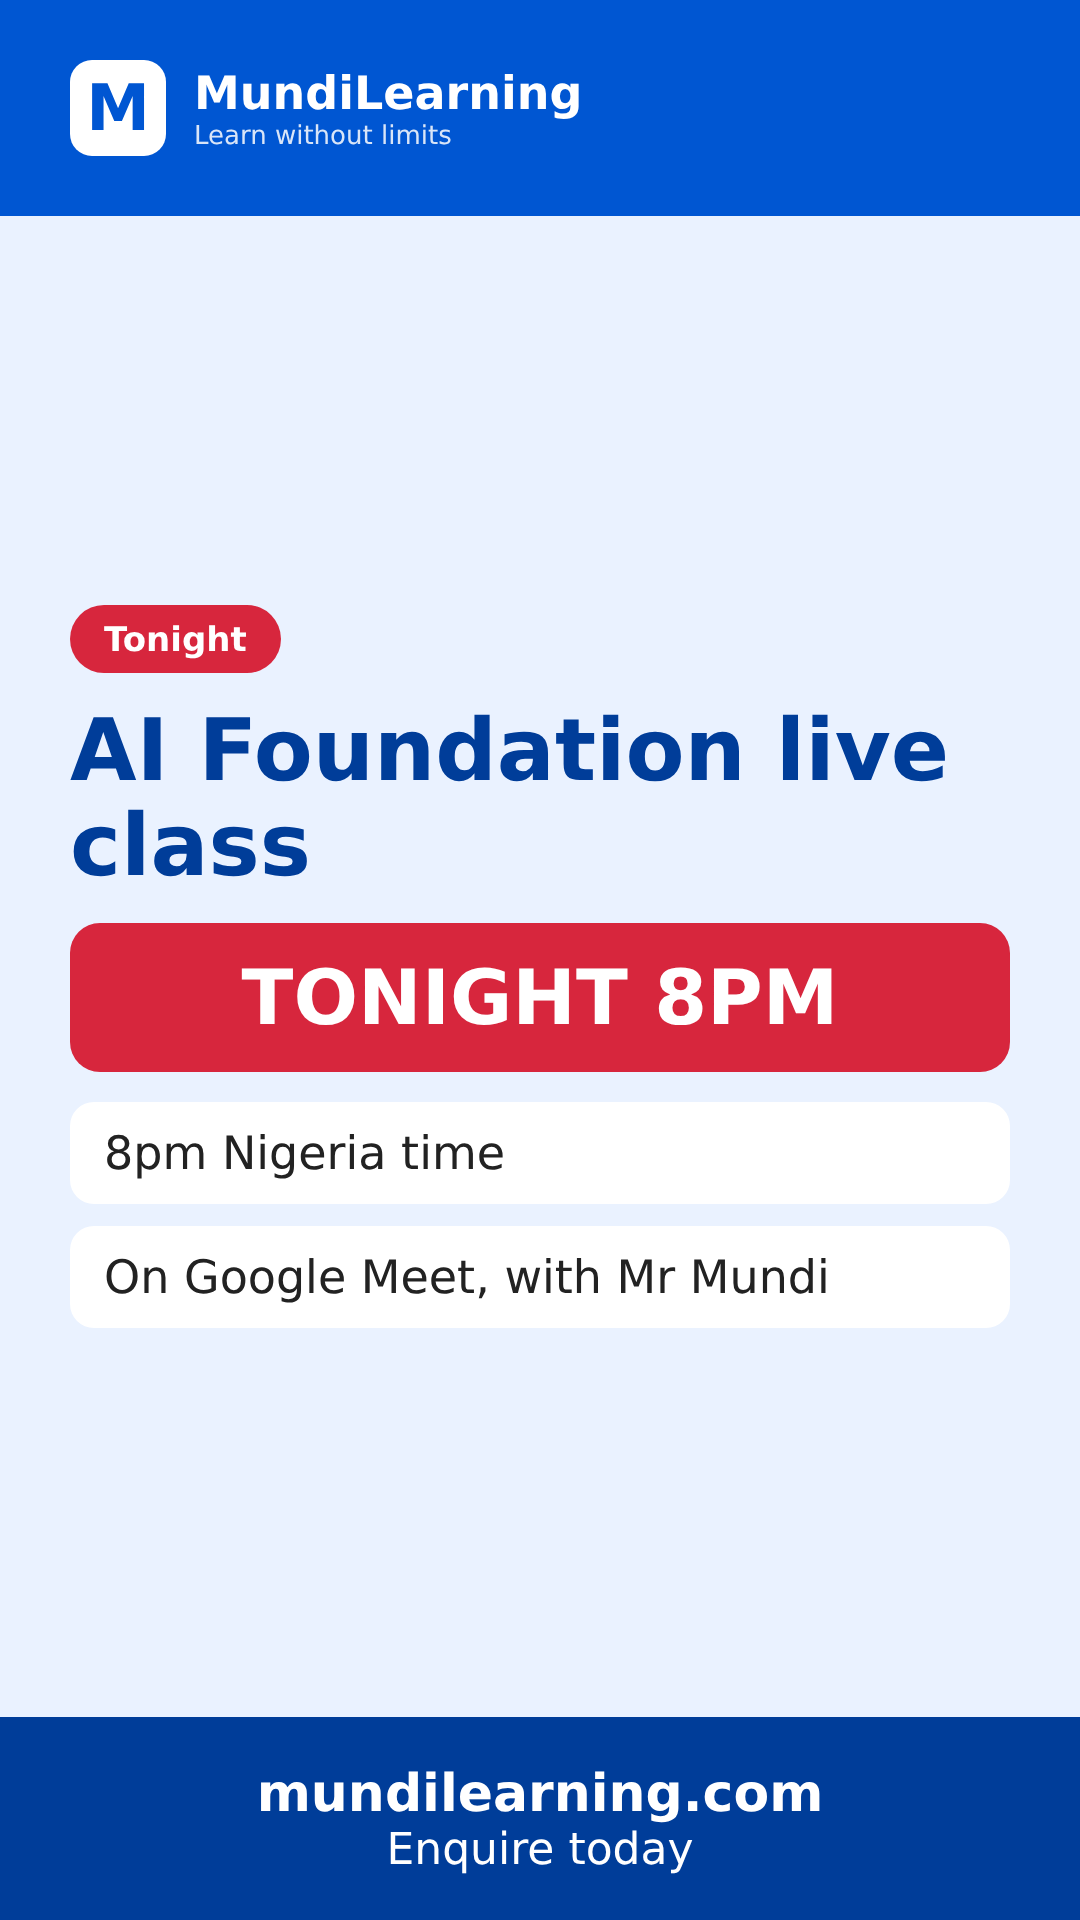 M
MundiLearning
Learn without limits
Tonight
AI Foundation live
class
TONIGHT 8PM
8pm Nigeria time
On Google Meet, with Mr Mundi
mundilearning.com
Enquire today